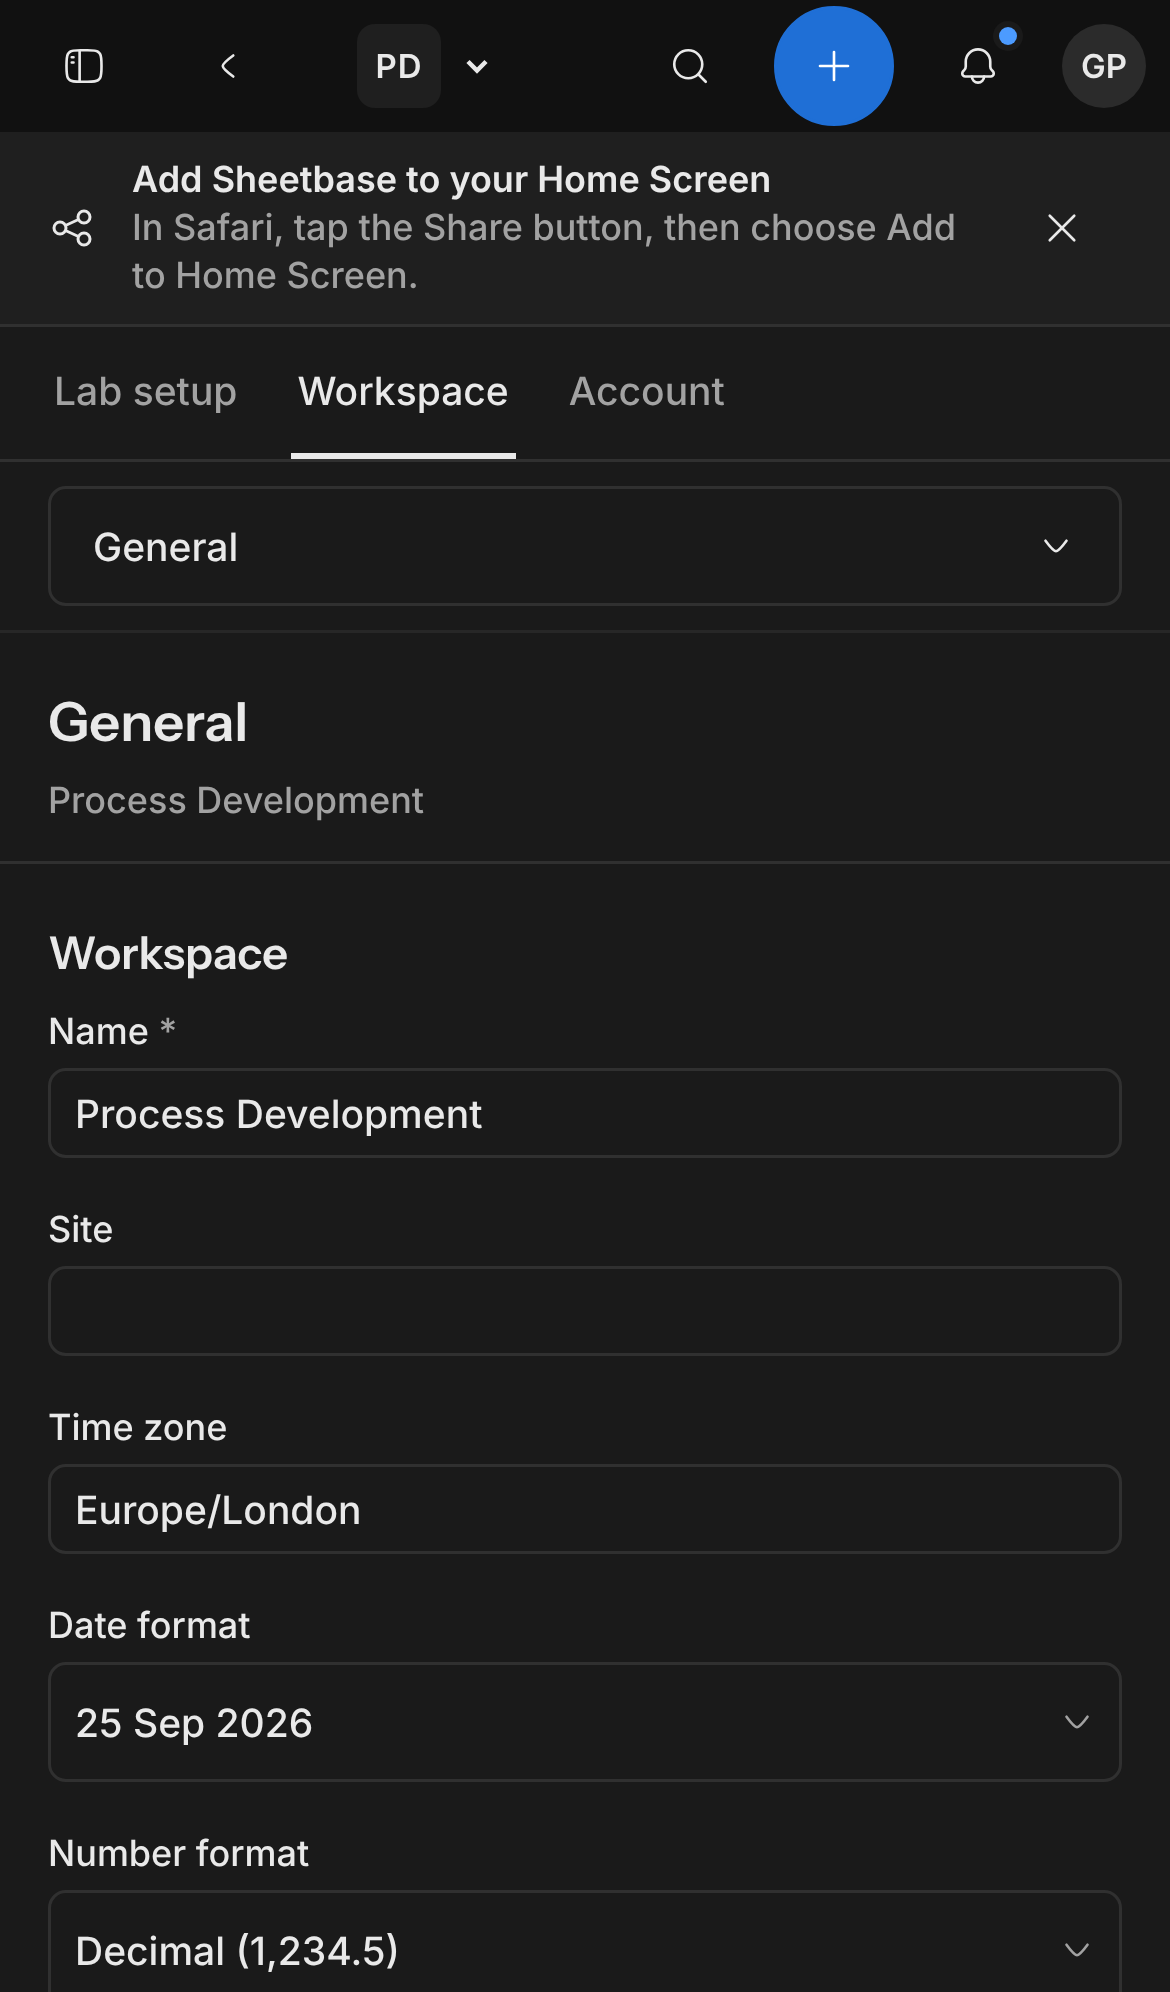 PD
GP
Add Sheetbase to your Home Screen
In Safari, tap the Share button, then choose Add
to Home Screen.
Lab setup Workspace Account
General
General
Process Development
Workspace
Name *
Process Development
Site
Time zone
Europe/London
Date format
25 Sep 2026
Number format
Decimal (1,234.5)